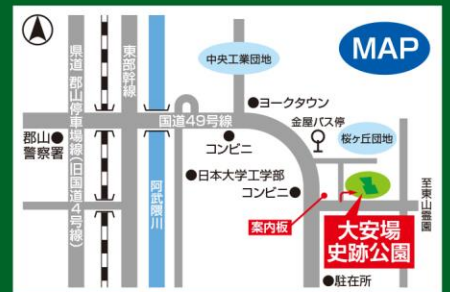 MAP
県道 郡山停車場線(旧国道4号線)
東部幹線
中央工業団地
●ヨークタウン
国道49号線
金屋バス停
桜ヶ丘団地
郡山●
警察署
コンビニ
阿武隈川
●日本大学工学部
コンビニ●
案内板
大安場
史跡公園
至東山霊園
●駐在所